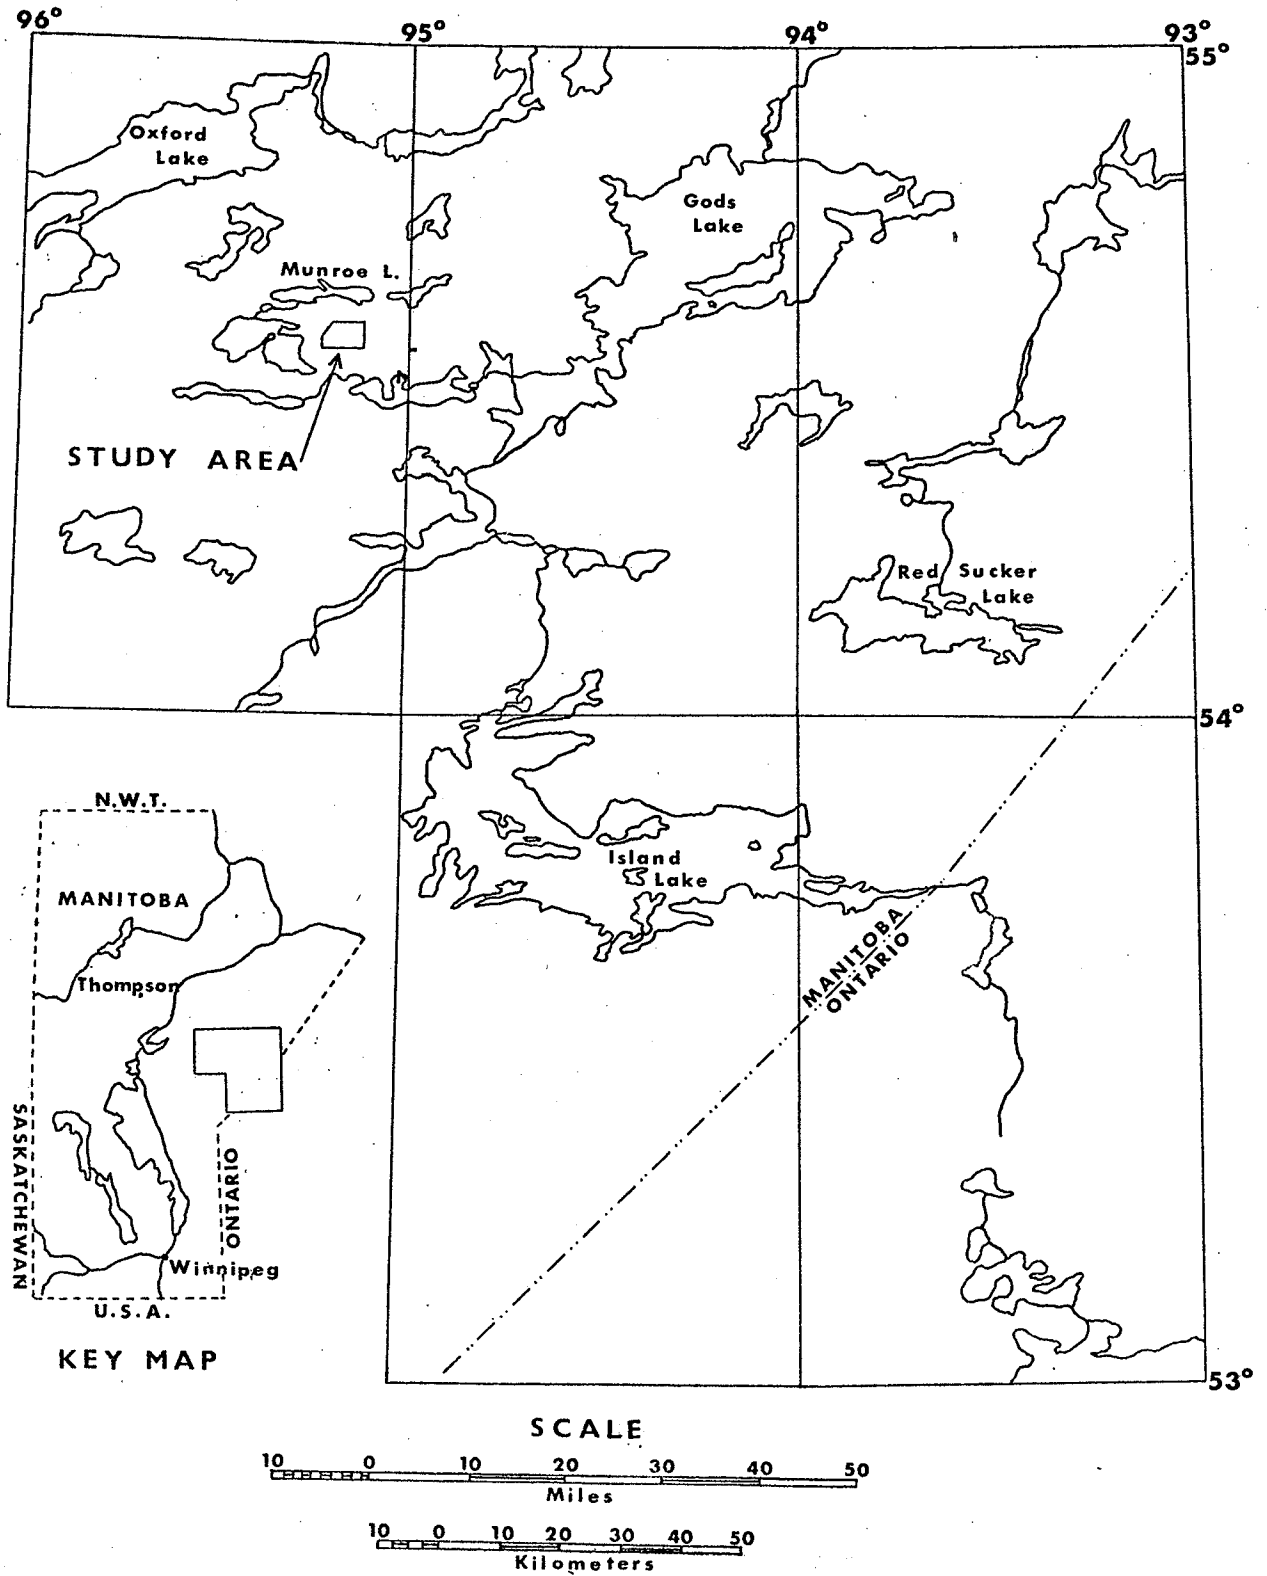 96°
95°
94°
93°
55°
Oxford
Lake
Gods
Lake
Munroe L.
STUDY AREA
Red Sucker
Lake
54°
N.W.T.
MANITOBA
Thompson
Island
Lake
MANITOBA
ONTARIO
SASKATCHEWAN
ONTARIO
Winnipeg
U.S.A.
KEY MAP
53°
SCALE
10 0 10 20 30 40 50
Miles
10 0 10 20 30 40 50
Kilometers